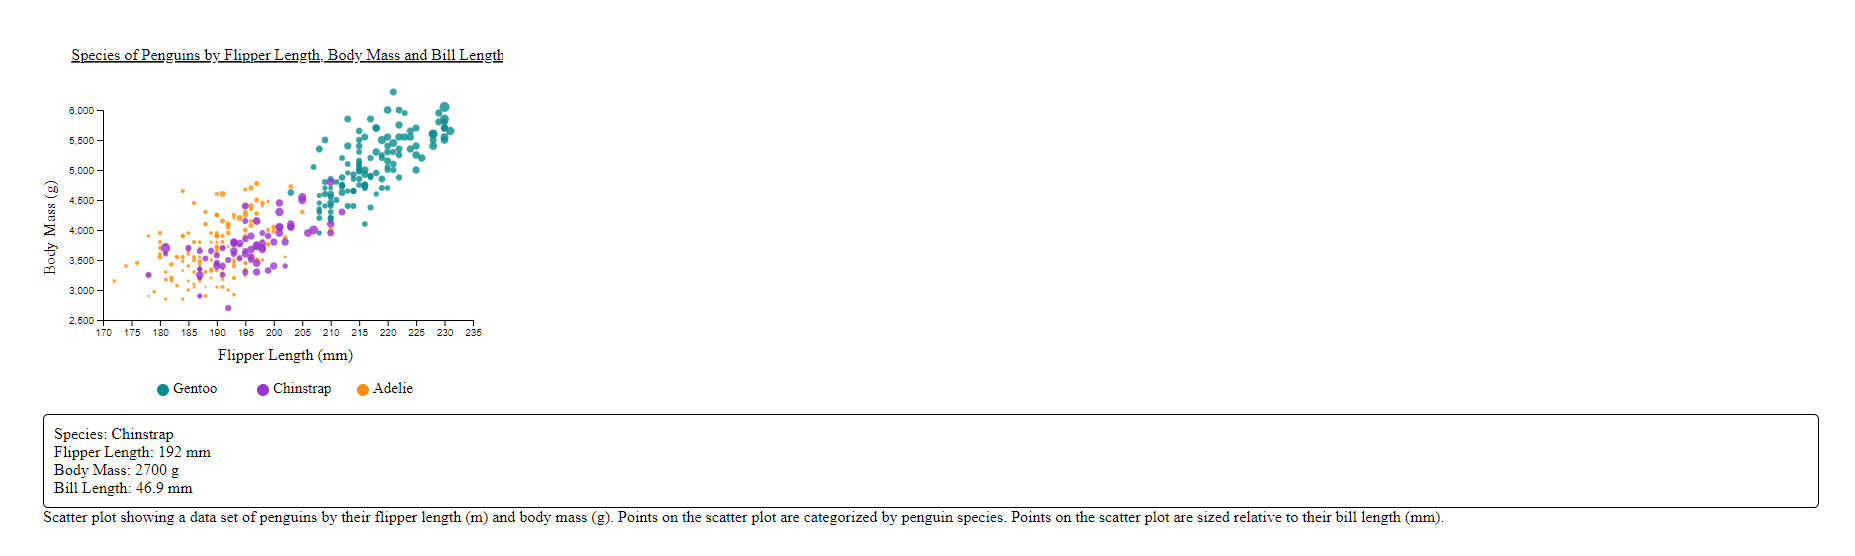 Species of Penguins by Flipper Length, Body Mass and Bill Length
6,000
5,500
5,000
4,500
4,000
3,500
3,000
2,500
Body Mass (g)
170 175 180 185 190 195 200 205 210 215 220 225 230 235
Flipper Length (mm)
Gentoo Chinstrap Adelie
Species: Chinstrap
Flipper Length: 192 mm
Body Mass: 2700 g
Bill Length: 46.9 mm
Scatter plot showing a data set of penguins by their flipper length (m) and body mass (g). Points on the scatter plot are categorized by penguin species. Points on the scatter plot are sized relative to their bill length (mm).